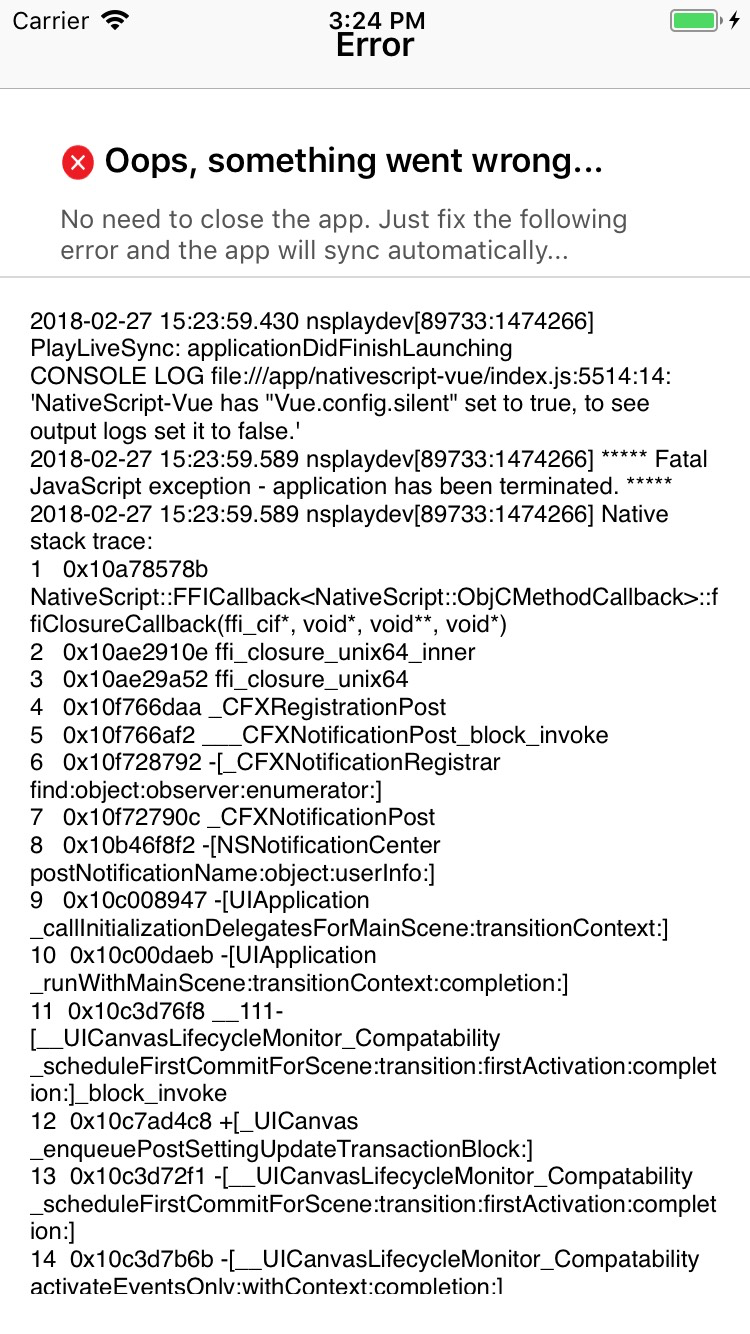 Carrier
3:24 PM
Error
Oops, something went wrong...
No need to close the app. Just fix the following
error and the app will sync automatically...
2018-02-27 15:23:59.430 nsplaydev[89733:1474266]
PlayLiveSync: applicationDidFinishLaunching
CONSOLE LOG file:///app/nativescript-vue/index.js:5514:14:
'NativeScript-Vue has "Vue.config.silent" set to true, to see
output logs set it to false.'
2018-02-27 15:23:59.589 nsplaydev[89733:1474266] ***** Fatal
JavaScript exception - application has been terminated. *****
2018-02-27 15:23:59.589 nsplaydev[89733:1474266] Native
stack trace:
1 0x10a78578b
NativeScript::FFICallback<NativeScript::ObjCMethodCallback>::f
fiClosureCallback(ffi_cif*, void*, void**, void*)
2 0x10ae2910e ffi_closure_unix64_inner
3 0x10ae29a52 ffi_closure_unix64
4 0x10f766daa _CFXRegistrationPost
5 0x10f766af2 ___CFXNotificationPost_block_invoke
6 0x10f728792 -[_CFXNotificationRegistrar
find:object:observer:enumerator:]
7 0x10f72790c _CFXNotificationPost
8 0x10b46f8f2 -[NSNotificationCenter
postNotificationName:object:userInfo:]
9 0x10c008947 -[UIApplication
_callInitializationDelegatesForMainScene:transitionContext:]
10 0x10c00daeb -[UIApplication
_runWithMainScene:transitionContext:completion:]
11 0x10c3d76f8 __111-
[__UICanvasLifecycleMonitor_Compatability
_scheduleFirstCommitForScene:transition:firstActivation:complet
ion:]_block_invoke
12 0x10c7ad4c8 +[_UICanvas
_enqueuePostSettingUpdateTransactionBlock:]
13 0x10c3d72f1 -[__UICanvasLifecycleMonitor_Compatability
_scheduleFirstCommitForScene:transition:firstActivation:complet
ion:]
14 0x10c3d7b6b -[__UICanvasLifecycleMonitor_Compatability
activateEventsOnly:withContext:completion:]